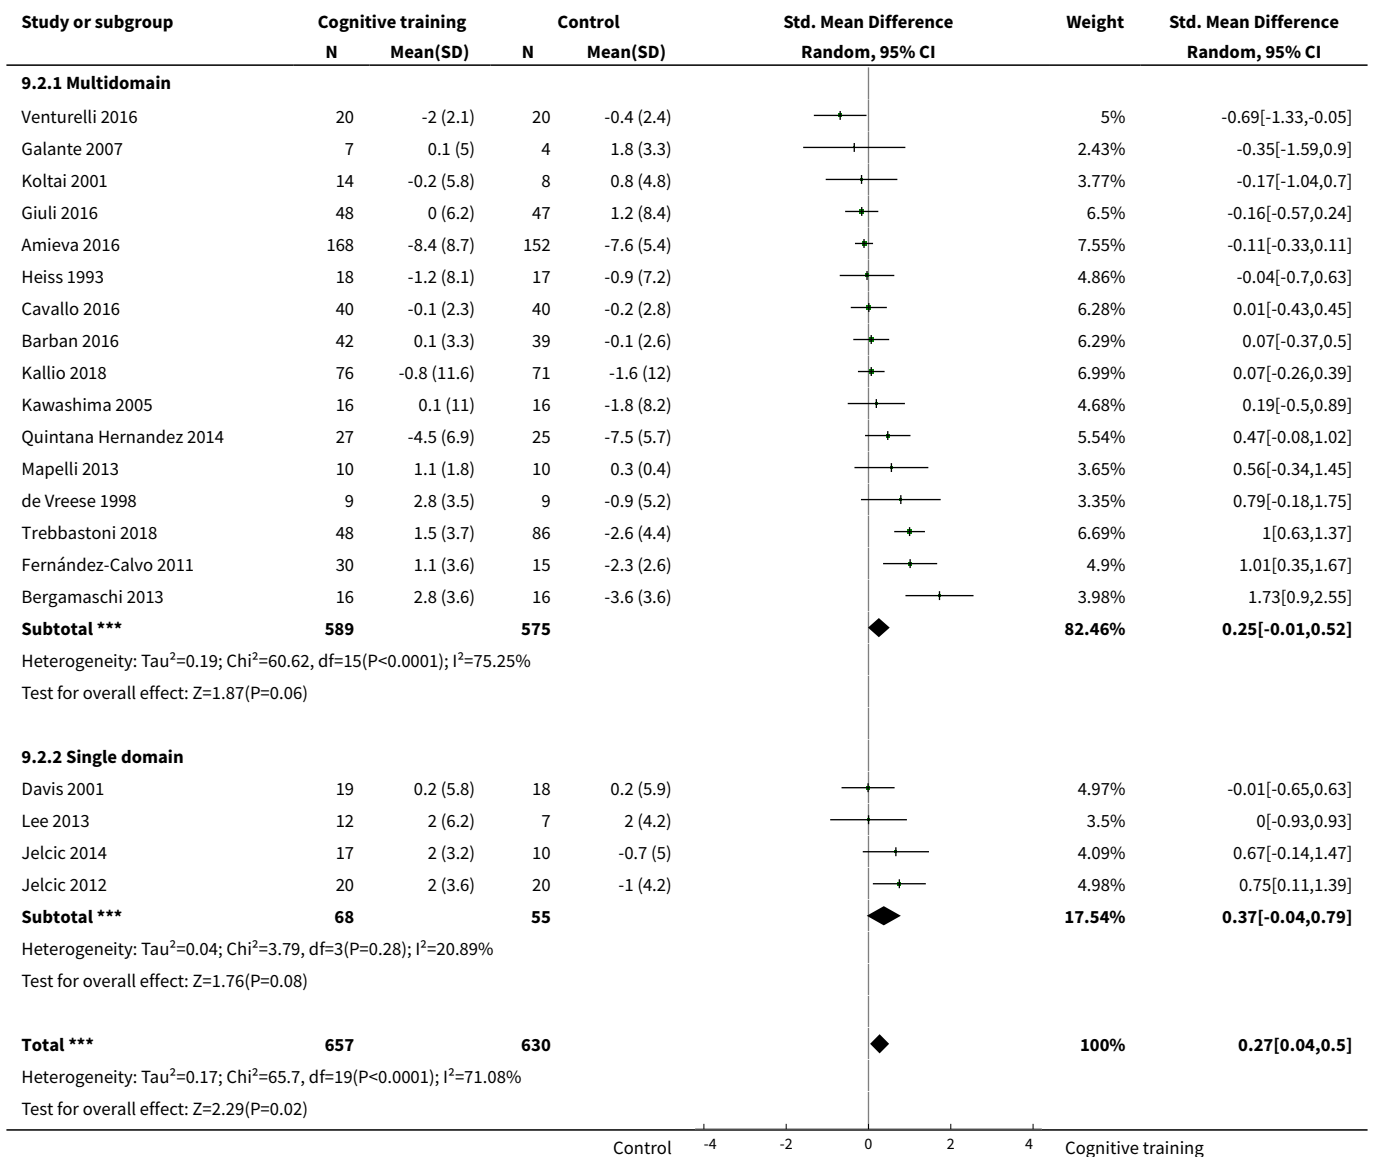 Study or subgroup Cognitive training Control Std. Mean Difference Weight Std. Mean Difference
N Mean(SD) N Mean(SD) Random, 95% CI Random, 95% CI
9.2.1 Multidomain
Venturelli 2016 20 -2 (2.1) 20 -0.4 (2.4) 5% -0.69[-1.33,-0.05]
Galante 2007 7 0.1 (5) 4 1.8 (3.3) 2.43% -0.35[-1.59,0.9]
Koltai 2001 14 -0.2 (5.8) 8 0.8 (4.8) 3.77% -0.17[-1.04,0.7]
Giuli 2016 48 0 (6.2) 47 1.2 (8.4) 6.5% -0.16[-0.57,0.24]
Amieva 2016 168 -8.4 (8.7) 152 -7.6 (5.4) 7.55% -0.11[-0.33,0.11]
Heiss 1993 18 -1.2 (8.1) 17 -0.9 (7.2) 4.86% -0.04[-0.7,0.63]
Cavallo 2016 40 -0.1 (2.3) 40 -0.2 (2.8) 6.28% 0.01[-0.43,0.45]
Barban 2016 42 0.1 (3.3) 39 -0.1 (2.6) 6.29% 0.07[-0.37,0.5]
Kallio 2018 76 -0.8 (11.6) 71 -1.6 (12) 6.99% 0.07[-0.26,0.39]
Kawashima 2005 16 0.1 (11) 16 -1.8 (8.2) 4.68% 0.19[-0.5,0.89]
Quintana Hernandez 2014 27 -4.5 (6.9) 25 -7.5 (5.7) 5.54% 0.47[-0.08,1.02]
Mapelli 2013 10 1.1 (1.8) 10 0.3 (0.4) 3.65% 0.56[-0.34,1.45]
de Vreese 1998 9 2.8 (3.5) 9 -0.9 (5.2) 3.35% 0.79[-0.18,1.75]
Trebbastoni 2018 48 1.5 (3.7) 86 -2.6 (4.4) 6.69% 1[0.63,1.37]
Fernández-Calvo 2011 30 1.1 (3.6) 15 -2.3 (2.6) 4.9% 1.01[0.35,1.67]
Bergamaschi 2013 16 2.8 (3.6) 16 -3.6 (3.6) 3.98% 1.73[0.9,2.55]
Subtotal *** 589 575 82.46% 0.25[-0.01,0.52]
Heterogeneity: Tau²=0.19; Chi²=60.62, df=15(P<0.0001); I²=75.25%
Test for overall effect: Z=1.87(P=0.06)
9.2.2 Single domain
Davis 2001 19 0.2 (5.8) 18 0.2 (5.9) 4.97% -0.01[-0.65,0.63]
Lee 2013 12 2 (6.2) 7 2 (4.2) 3.5% 0[-0.93,0.93]
Jelcic 2014 17 2 (3.2) 10 -0.7 (5) 4.09% 0.67[-0.14,1.47]
Jelcic 2012 20 2 (3.6) 20 -1 (4.2) 4.98% 0.75[0.11,1.39]
Subtotal *** 68 55 17.54% 0.37[-0.04,0.79]
Heterogeneity: Tau²=0.04; Chi²=3.79, df=3(P=0.28); I²=20.89%
Test for overall effect: Z=1.76(P=0.08)
Total *** 657 630 100% 0.27[0.04,0.5]
Heterogeneity: Tau²=0.17; Chi²=65.7, df=19(P<0.0001); I²=71.08%
Test for overall effect: Z=2.29(P=0.02)
Control -4 -2 0 2 4 Cognitive training